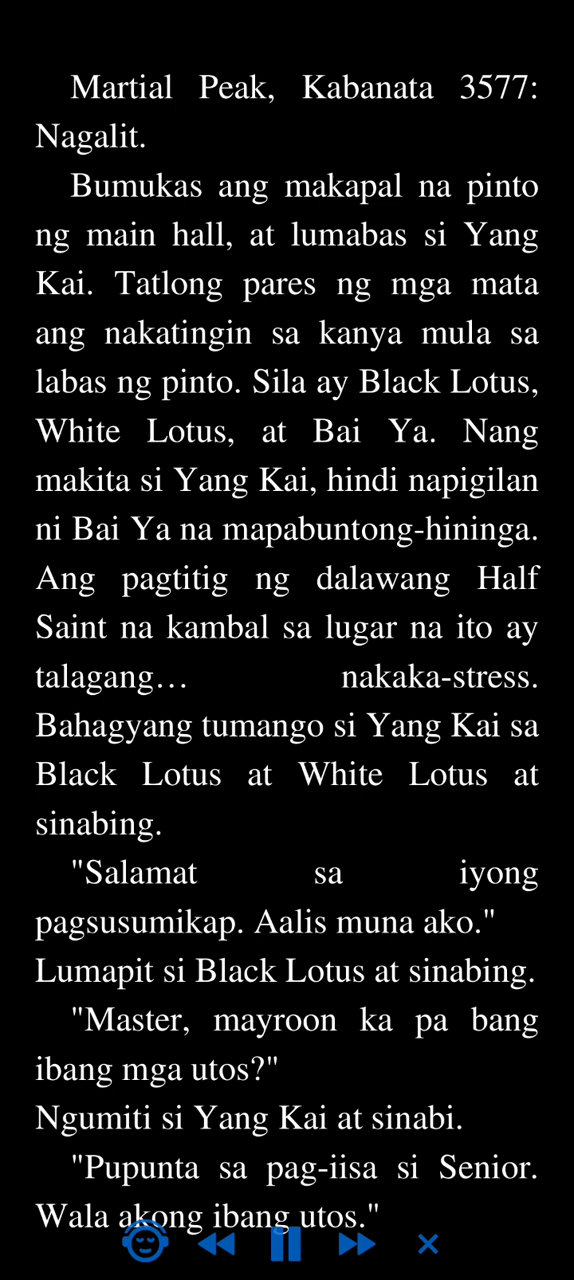 Martial Peak, Kabanata 3577:
Nagalit.
Bumukas ang makapal na pinto
ng main hall, at lumabas si Yang
Kai. Tatlong pares ng mga mata
ang nakatingin sa kanya mula sa
labas ng pinto. Sila ay Black Lotus,
White Lotus, at Bai Ya. Nang
makita si Yang Kai, hindi napigilan
ni Bai Ya na mapabuntong-hininga.
Ang pagtitig ng dalawang Half
Saint na kambal sa lugar na ito ay
talagang… nakaka-stress.
Bahagyang tumango si Yang Kai sa
Black Lotus at White Lotus at
sinabing.
"Salamat sa iyong
pagsusumikap. Aalis muna ako."
Lumapit si Black Lotus at sinabing.
"Master, mayroon ka pa bang
ibang mga utos?"
Ngumiti si Yang Kai at sinabi.
"Pupunta sa pag-iisa si Senior.
Wala akong ibang utos."